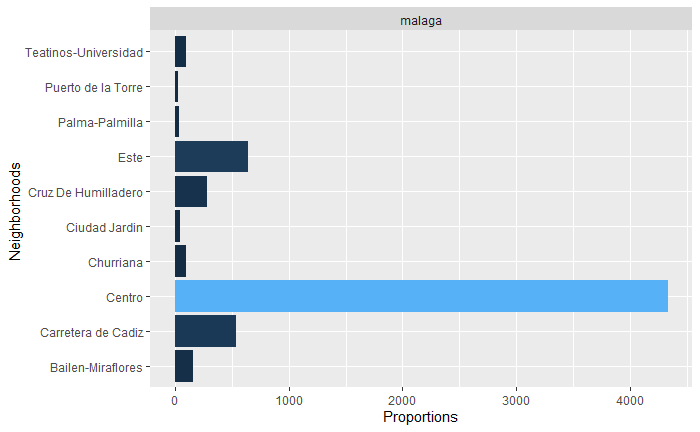 malaga
Teatinos-Universidad
Puerto de la Torre
Palma-Palmilla
Este
Cruz De Humilladero
Ciudad Jardin
Churriana
Centro
Carretera de Cadiz
Bailen-Miraflores
Neighborhoods
0 1000 2000 3000 4000
Proportions